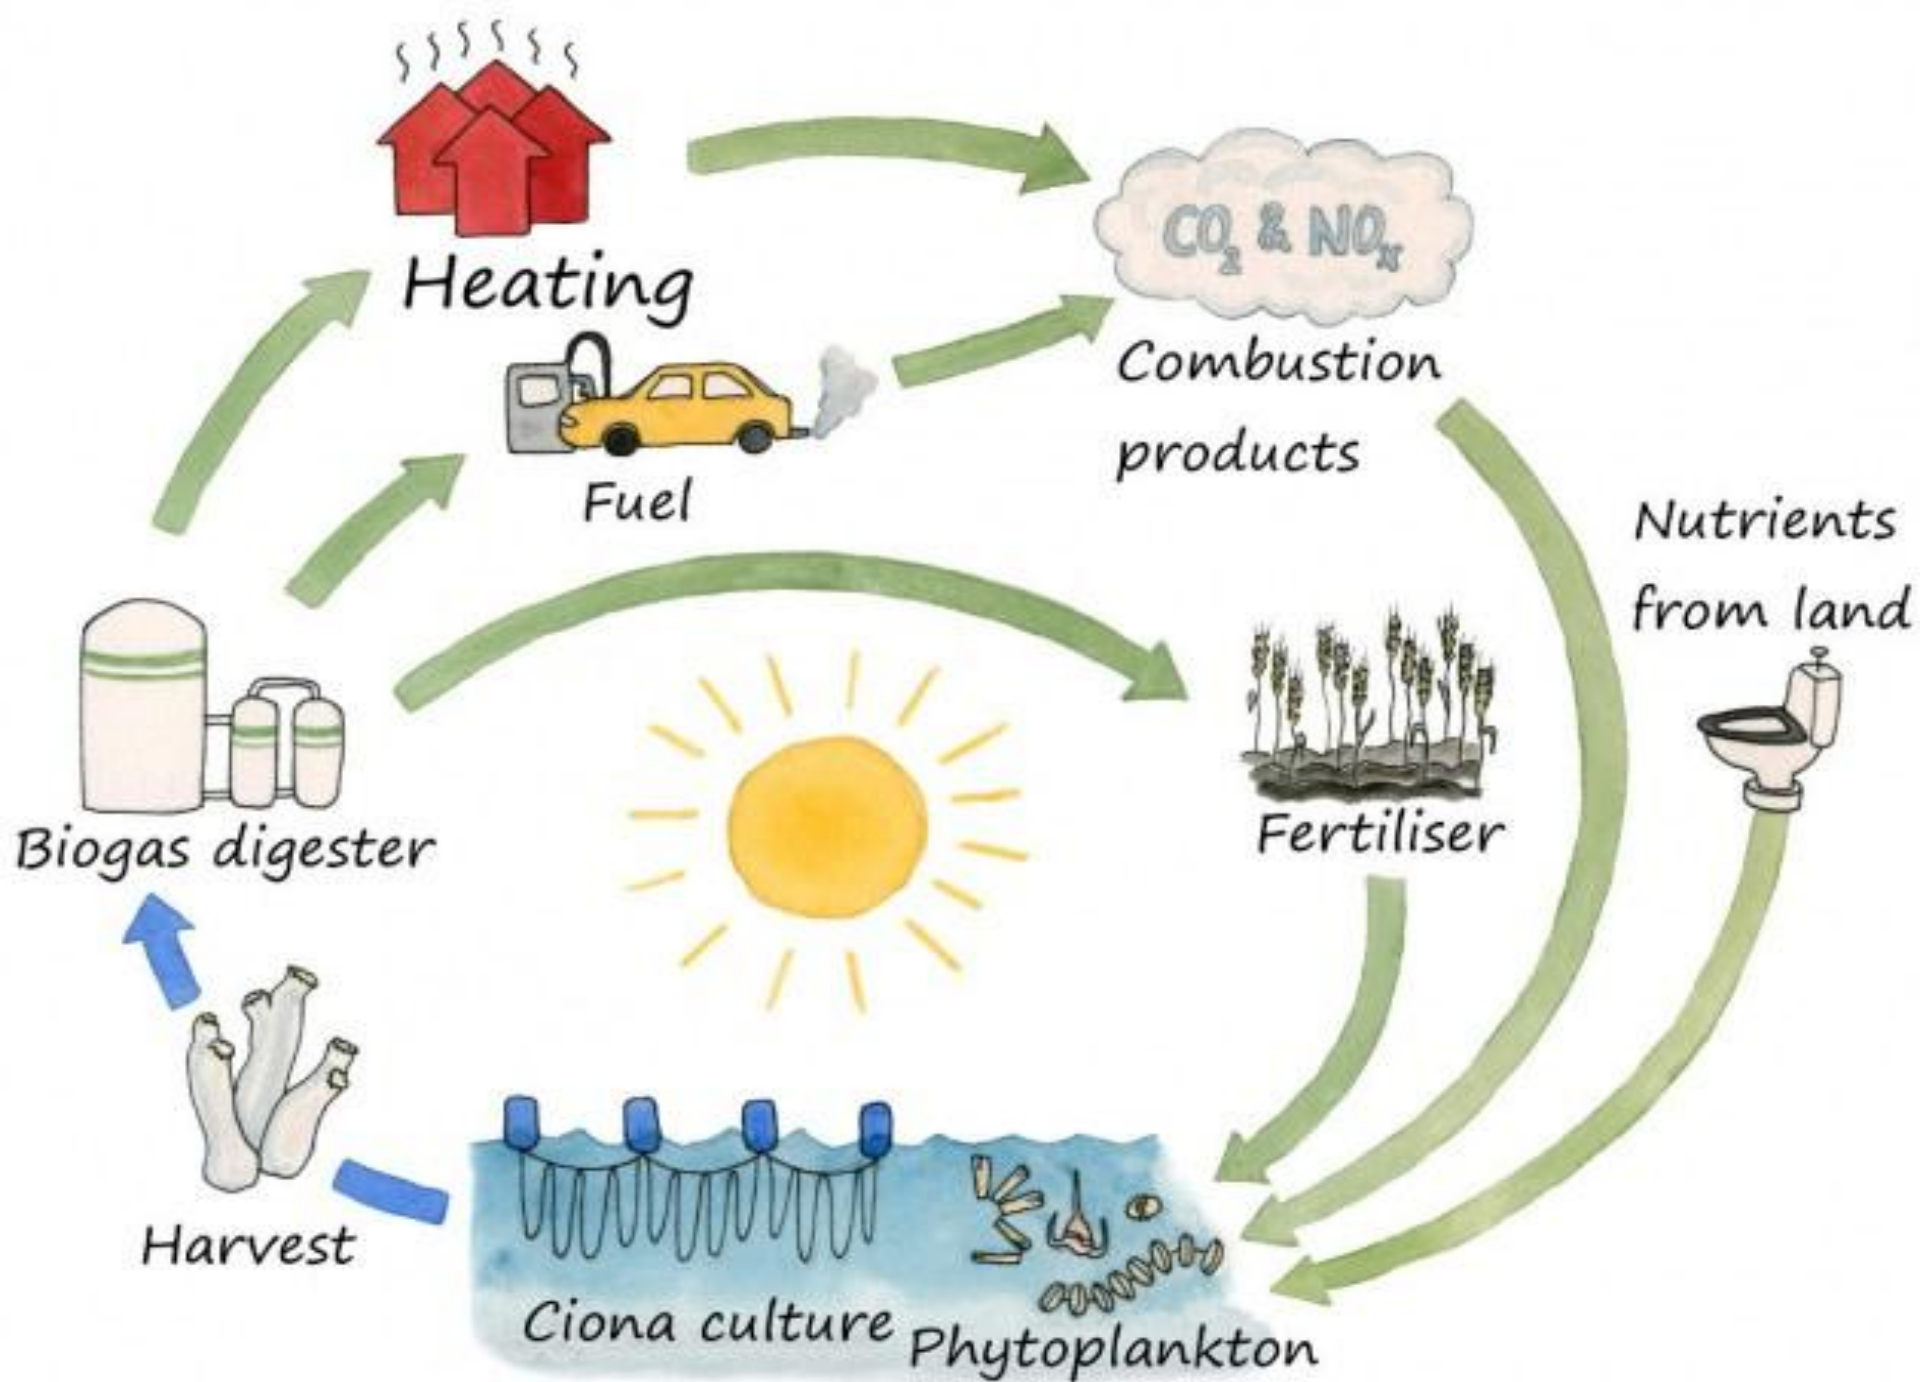 Heating
CO₂ & NOₓ
Combustion
products
Fuel
Nutrients
from land
Biogas digester
Fertiliser
Harvest
Ciona culture
Phytoplankton